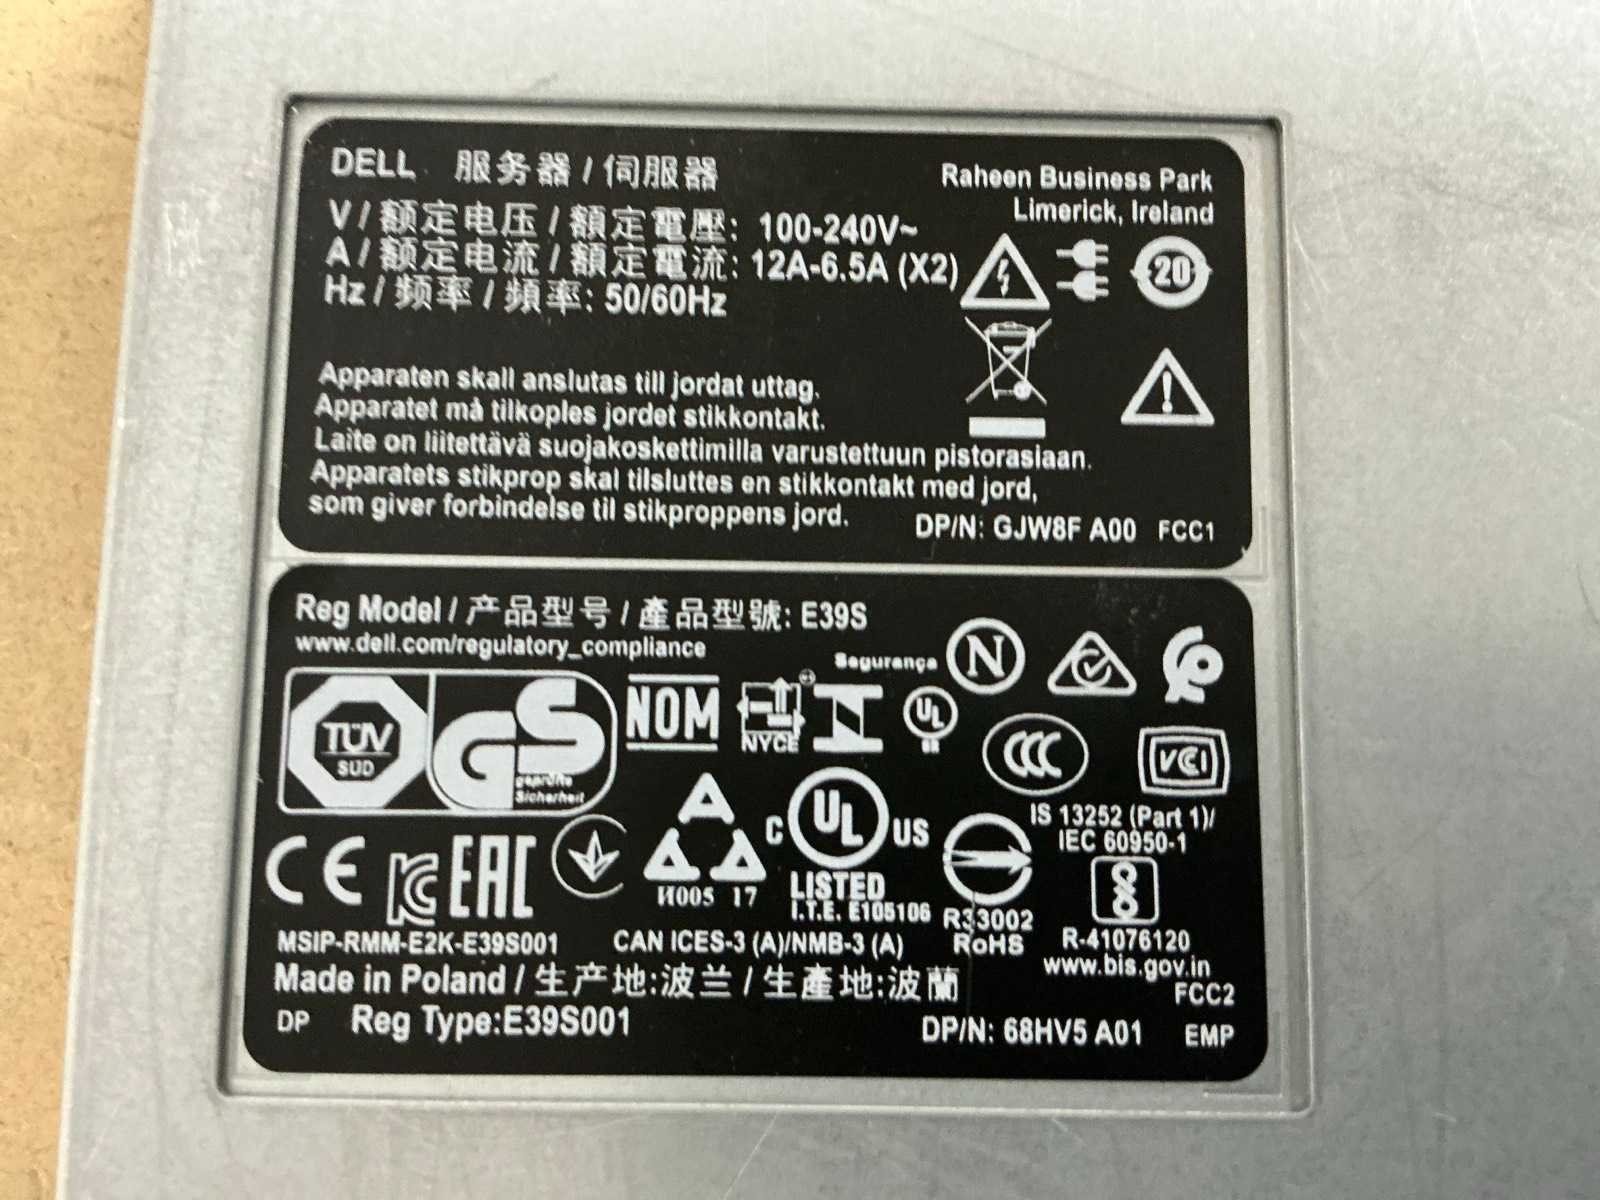 DELL 服务器 / 伺服器
Raheen Business Park
Limerick, Ireland
V / 额定电压 / 額定電壓: 100-240V~
A / 额定电流 / 額定電流: 12A-6.5A (X2)
Hz / 频率 / 頻率: 50/60Hz
20
Apparaten skall anslutas till jordat uttag.
Apparatet må tilkoples jordet stikkontakt.
Laite on liitettävä suojakoskettimilla varustettuun pistorasiaan.
Apparatets stikprop skal tilsluttes en stikkontakt med jord,
som giver forbindelse til stikproppens jord.
DP/N: GJW8F A00 FCC1
Reg Model / 产品型号 / 產品型號: E39S
www.dell.com/regulatory_compliance
Segurança
N
TÜV
SÜD
GS
geprüfte
Sicherheit
NOM
NYCE
UL
BR
CCC
VCI
IS 13252 (Part 1)/
IEC 60950-1
CE
EAC
И005 17
C UL US
LISTED
I.T.E. E105106
R33002
RoHS
R-41076120
www.bis.gov.in
MSIP-RMM-E2K-E39S001
CAN ICES-3 (A)/NMB-3 (A)
Made in Poland / 生产地:波兰 / 生產地:波蘭
FCC2
DP Reg Type:E39S001
DP/N: 68HV5 A01 EMP